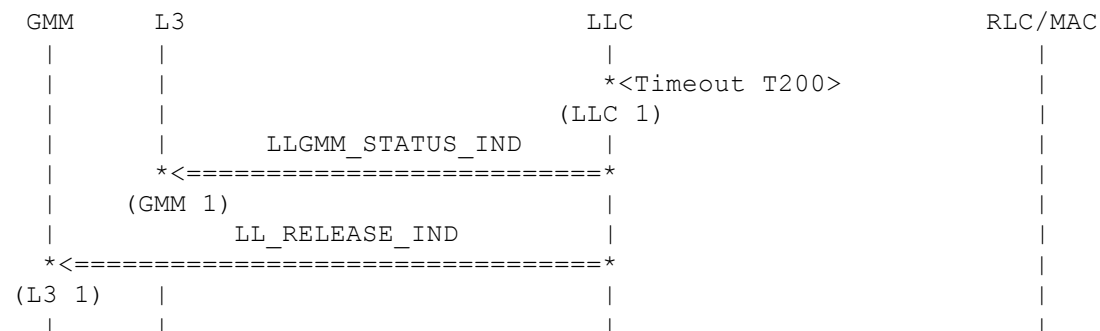 GMM L3 LLC RLC/MAC
| | | |
| | *<Timeout T200> |
| | (LLC 1) |
| | LLGMM_STATUS_IND | |
| *<==========================* |
| (GMM 1) | |
| LL_RELEASE_IND | |
*<=================================* |
(L3 1) | | |
| | | |